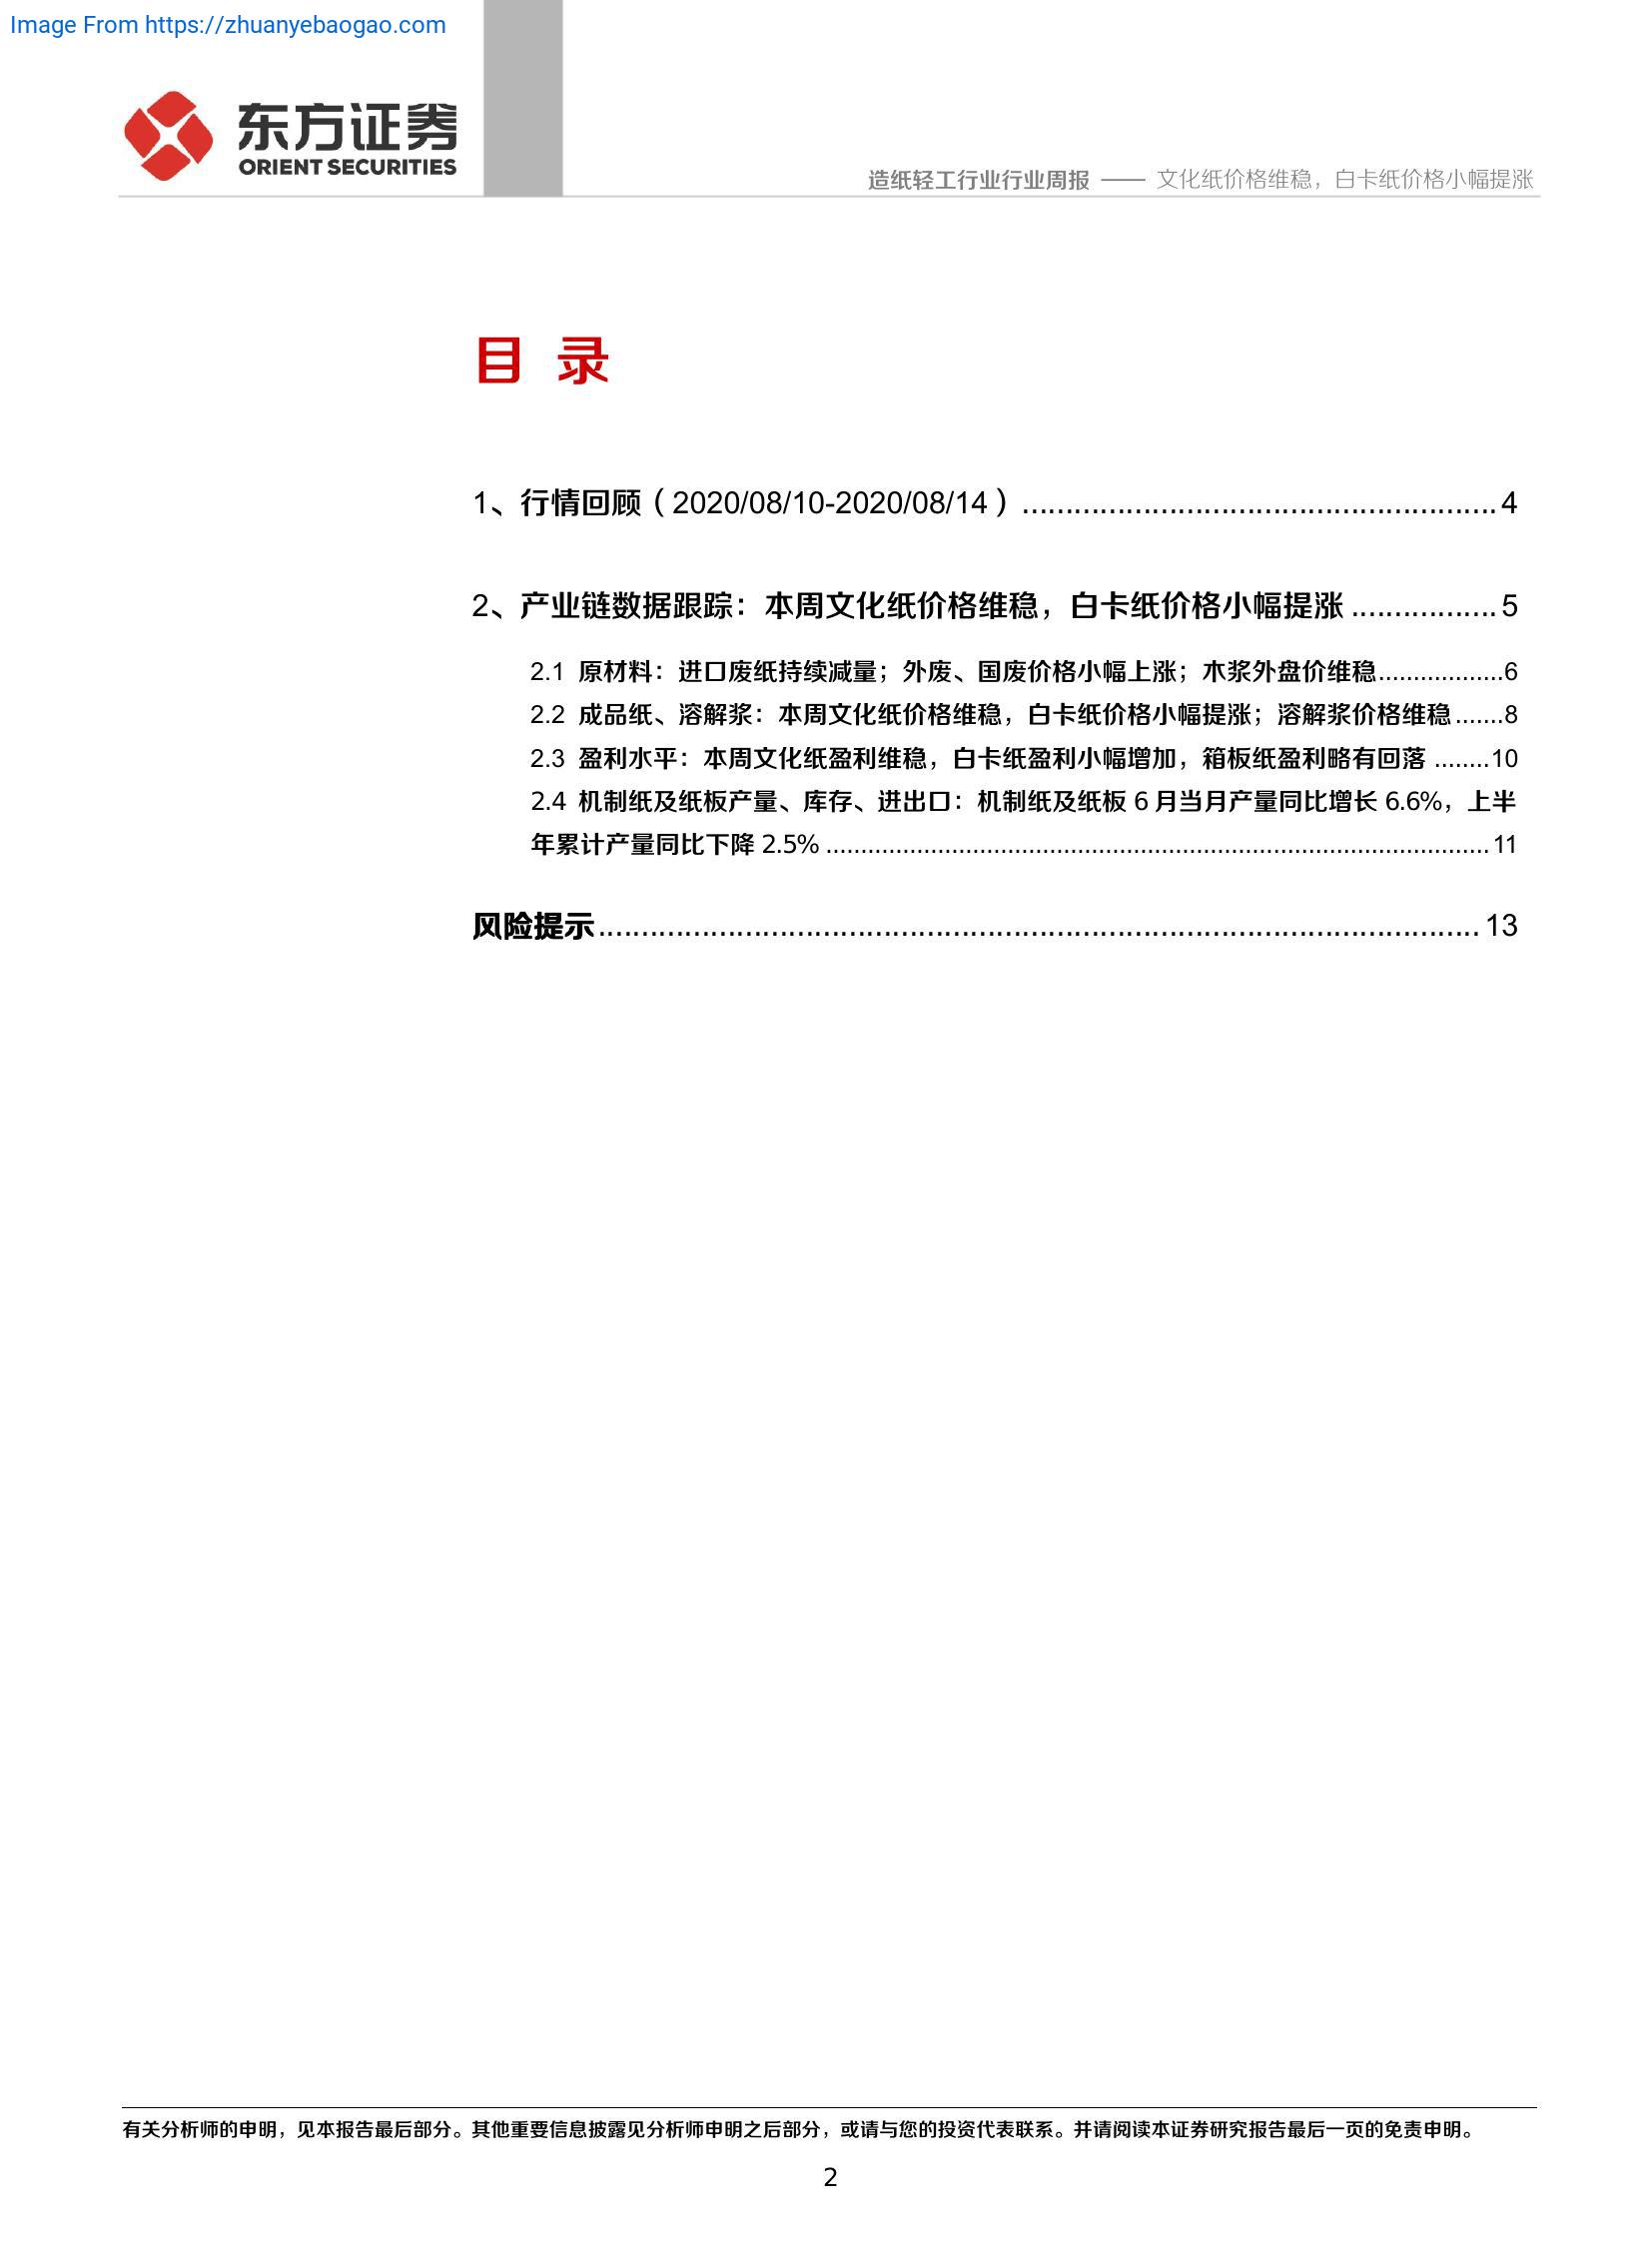 Image From https://zhuanyebaogao.com
东方证券
ORIENT SECURITIES
造纸轻工行业行业周报 —— 文化纸价格维稳，白卡纸价格小幅提涨
目 录
1、行情回顾（2020/08/10-2020/08/14）......................................................4
2、产业链数据跟踪：本周文化纸价格维稳，白卡纸价格小幅提涨.................5
2.1 原材料：进口废纸持续减量；外废、国废价格小幅上涨；木浆外盘价维稳..................6
2.2 成品纸、溶解浆：本周文化纸价格维稳，白卡纸价格小幅提涨；溶解浆价格维稳.......8
2.3 盈利水平：本周文化纸盈利维稳，白卡纸盈利小幅增加，箱板纸盈利略有回落........10
2.4 机制纸及纸板产量、库存、进出口：机制纸及纸板 6 月当月产量同比增长 6.6%，上半
年累计产量同比下降 2.5%...............................................................................................11
风险提示.....................................................................................................13
有关分析师的申明，见本报告最后部分。其他重要信息披露见分析师申明之后部分，或请与您的投资代表联系。并请阅读本证券研究报告最后一页的免责申明。
2